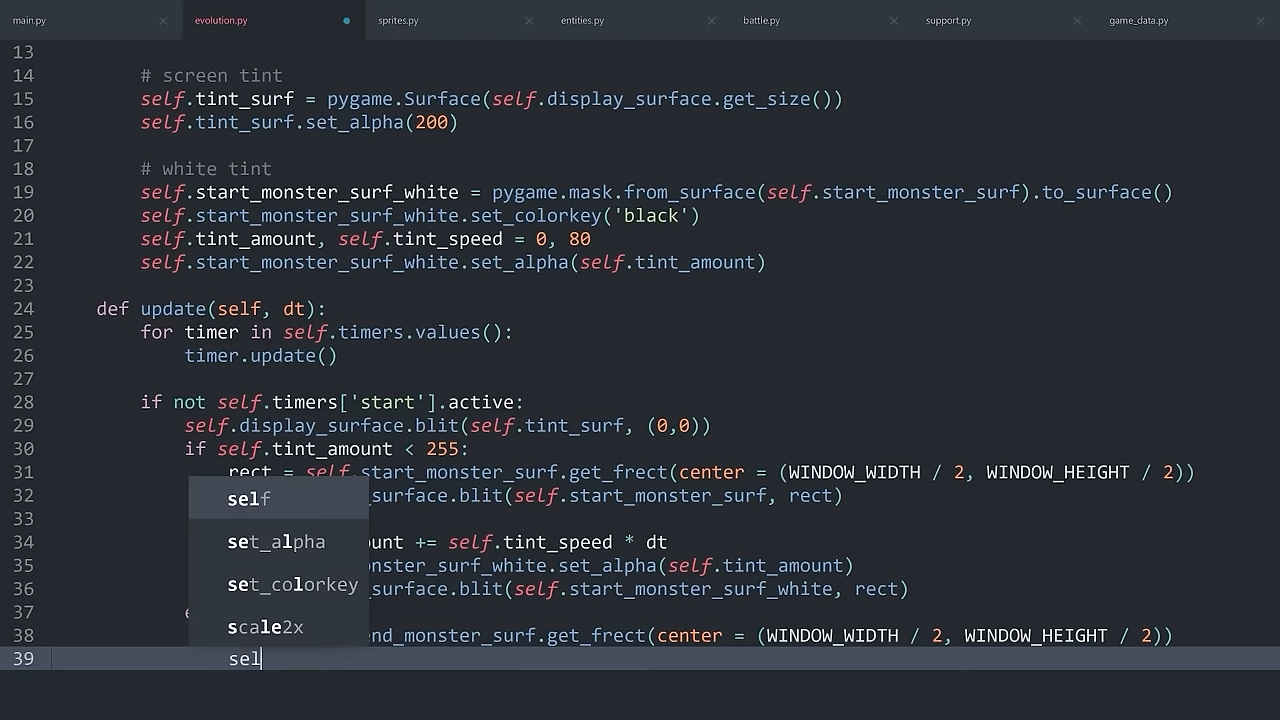 main.py evolution.py sprites.py entities.py battle.py support.py game_data.py
13
14 # screen tint
15 self.tint_surf = pygame.Surface(self.display_surface.get_size())
16 self.tint_surf.set_alpha(200)
17
18 # white tint
19 self.start_monster_surf_white = pygame.mask.from_surface(self.start_monster_surf).to_surface()
20 self.start_monster_surf_white.set_colorkey('black')
21 self.tint_amount, self.tint_speed = 0, 80
22 self.start_monster_surf_white.set_alpha(self.tint_amount)
23
24 def update(self, dt):
25 for timer in self.timers.values():
26 timer.update()
27
28 if not self.timers['start'].active:
29 self.display_surface.blit(self.tint_surf, (0,0))
30 if self.tint_amount < 255:
31 rect = self.start_monster_surf.get_frect(center = (WINDOW_WIDTH / 2, WINDOW_HEIGHT / 2))
32 self _surface.blit(self.start_monster_surf, rect)
33
34 set_alpha ount += self.tint_speed * dt
35 onster_surf_white.set_alpha(self.tint_amount)
36 set_colorkey _surface.blit(self.start_monster_surf_white, rect)
37 e scale2x
38 end_monster_surf.get_frect(center = (WINDOW_WIDTH / 2, WINDOW_HEIGHT / 2))
39 sel